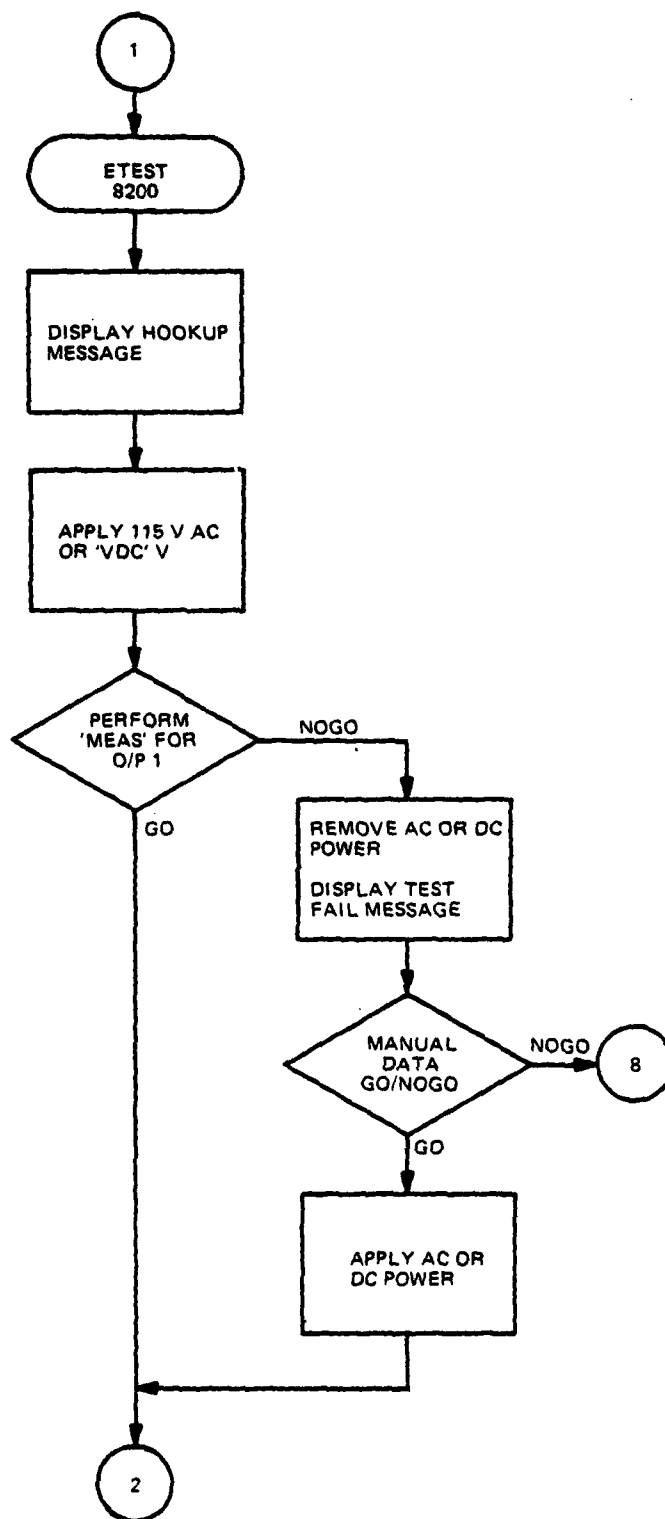 1
ETEST
8200
DISPLAY HOOKUP
MESSAGE
APPLY 115 V AC
OR 'VDC' V
PERFORM
'MEAS' FOR
O/P 1
NOGO
GO
REMOVE AC OR DC
POWER
DISPLAY TEST
FAIL MESSAGE
MANUAL
DATA
GO/NOGO
NOGO
8
GO
APPLY AC OR
DC POWER
2